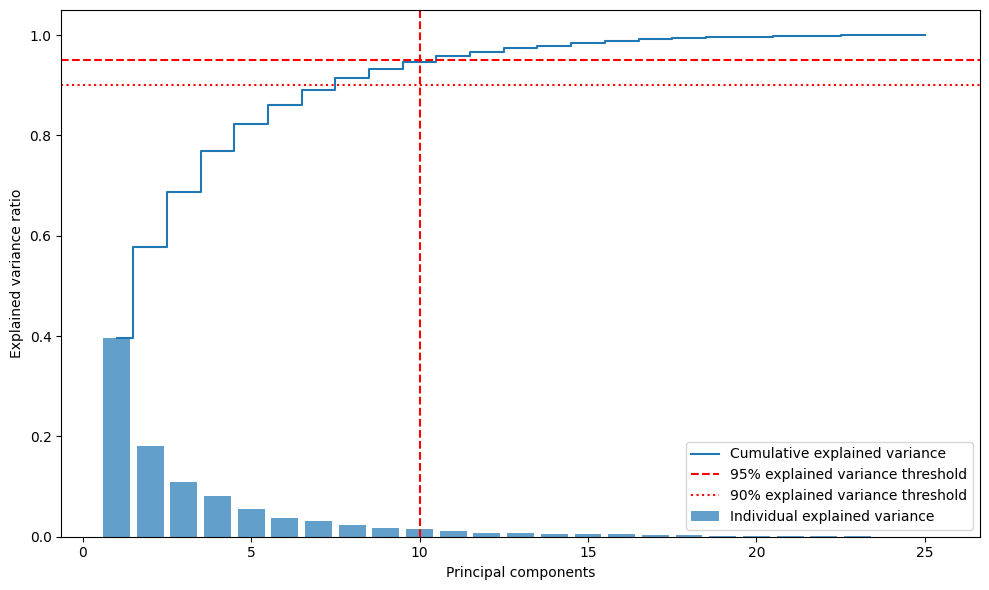 1.0
0.8
0.6
0.4
0.2
0.0
Explained variance ratio
0
5
10
15
20
25
Principal components
Cumulative explained variance
95% explained variance threshold
90% explained variance threshold
Individual explained variance